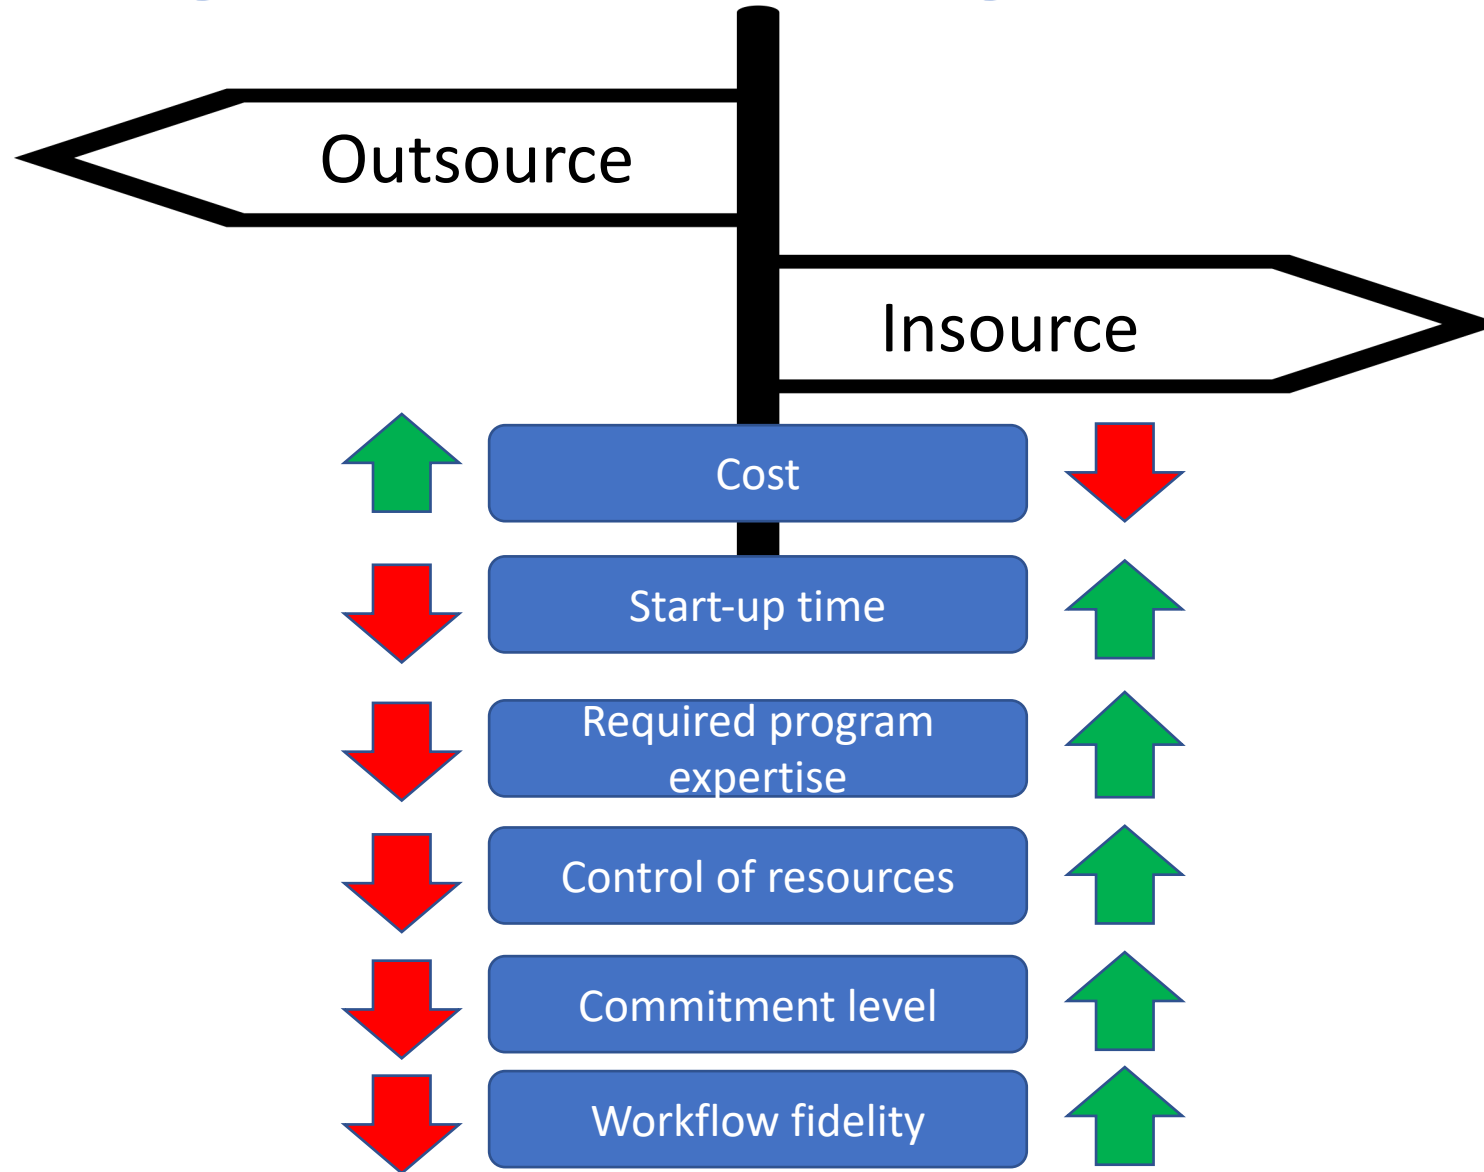 Outsource
Insource
Cost
Start-up time
Required program
expertise
Control of resources
Commitment level
Workflow fidelity